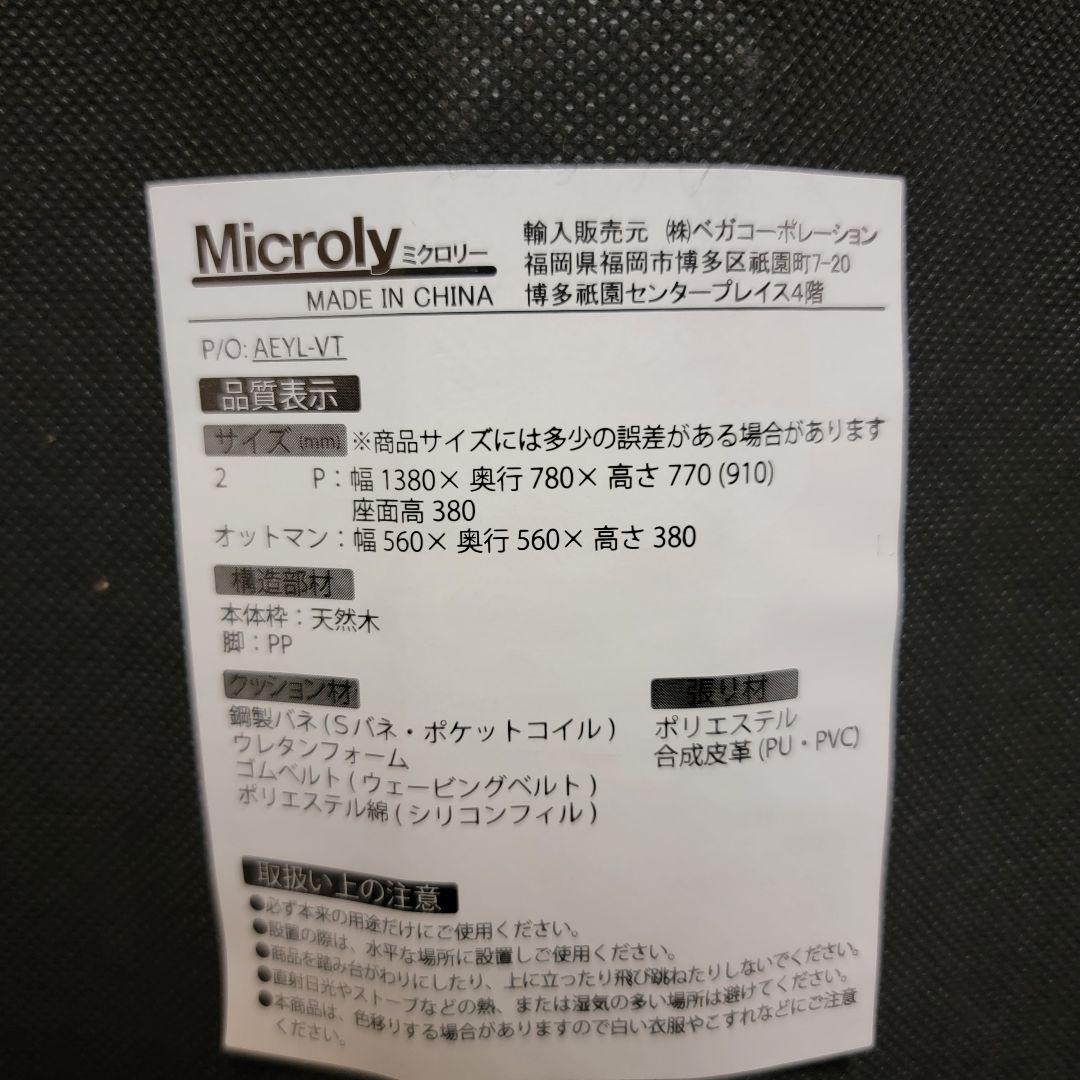 Microly ミクロリー
MADE IN CHINA
輸入販売元 ㈱ベガコーポレーション
福岡県福岡市博多区祇園町7-20
博多祇園センタープレイス4階
P/O: AEYL-VT
品質表示
サイズ(mm) ※商品サイズには多少の誤差がある場合があります
2 P：幅 1380× 奥行 780× 高さ 770 (910)
座面高 380
オットマン：幅 560× 奥行 560× 高さ 380
構造部材
本体枠：天然木
脚：PP
クッション材
鋼製バネ(Sバネ・ポケットコイル)
ウレタンフォーム
ゴムベルト(ウェービングベルト)
ポリエステル綿(シリコンフィル)
張り材
ポリエステル
合成皮革(PU・PVC)
取扱い上の注意
●必ず本来の用途だけにご使用ください。
●設置の際は、水平な場所に設置しご使用ください。
●商品を踏み台がわりにしたり、上に立ったり飛び跳ねたりしないでください。
●直射日光やストーブなどの熱、または湿気の多い場所は避けてください。
●本商品は、色移りする場合がありますので白い衣服やこすれなどにご注意
ください。